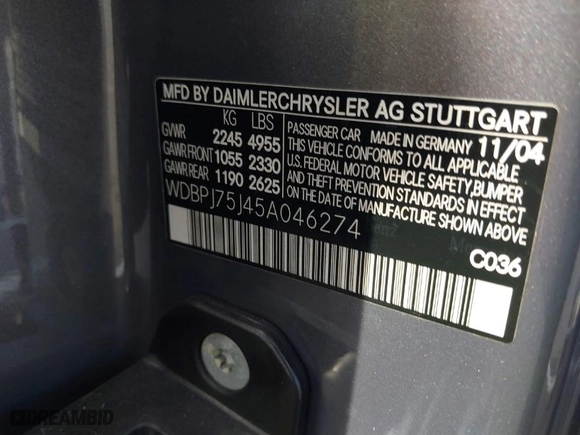 MFD BY DAIMLERCHRYSLER AG STUTTGART
KG LBS
GVWR 2245 4955
GAWR FRONT 1055 2330
GAWR REAR 1190 2625
PASSENGER CAR MADE IN GERMANY 11/04
THIS VEHICLE CONFORMS TO ALL APPLICABLE
U.S. FEDERAL MOTOR VEHICLE SAFETY, BUMPER
AND THEFT PREVENTION STANDARDS IN EFFECT
ON THE DATE OF MANUFACTURE SHOWN ABOVE.
WDBPJ75J45A046274
C036
DREAMBID